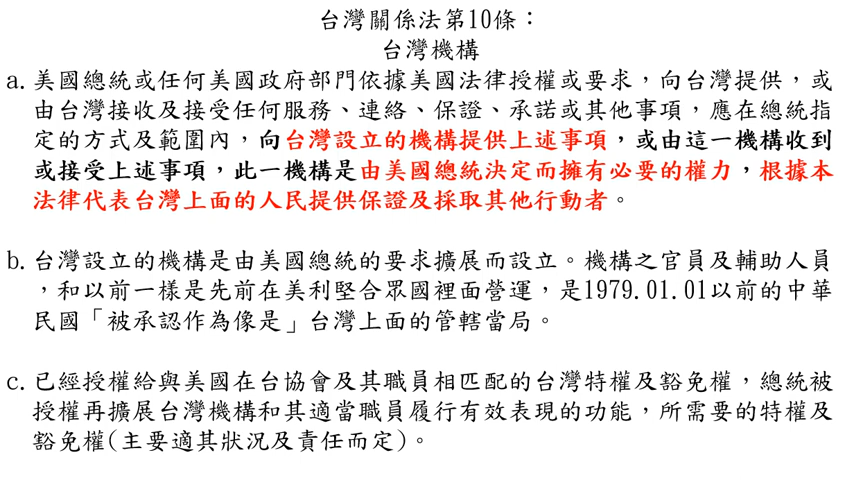 台灣關係法第10條：
台灣機構
a.美國總統或任何美國政府部門依據美國法律授權或要求，向台灣提供，或
由台灣接收及接受任何服務、連絡、保證、承諾或其他事項，應在總統指
定的方式及範圍內，向台灣設立的機構提供上述事項，或由這一機構收到
或接受上述事項，此一機構是由美國總統決定而擁有必要的權力，根據本
法律代表台灣上面的人民提供保證及採取其他行動者。
b.台灣設立的機構是由美國總統的要求擴展而設立。機構之官員及輔助人員
，和以前一樣是先前在美利堅合眾國裡面營運，是1979.01.01以前的中華
民國「被承認作為像是」台灣上面的管轄當局。
c.已經授權給與美國在台協會及其職員相匹配的台灣特權及豁免權，總統被
授權再擴展台灣機構和其適當職員履行有效表現的功能，所需要的特權及
豁免權(主要適其狀況及責任而定)。